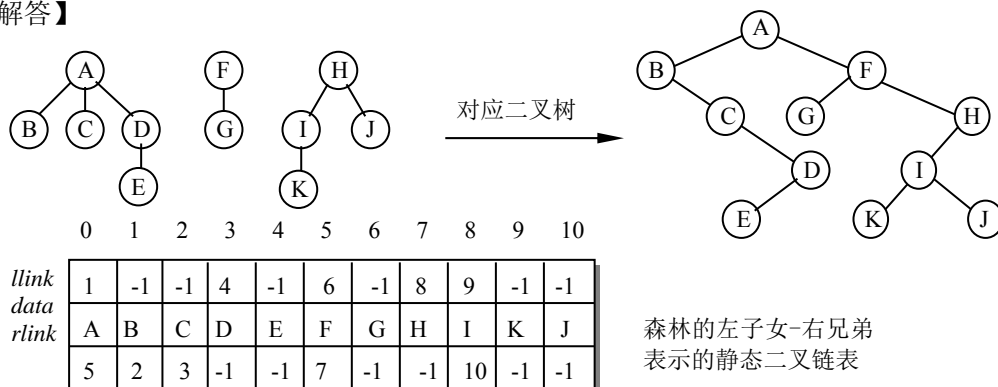 解答】
A
F
H
B C D
G
I J
E
K
对应二叉树
A
B F
C G H
D I
E K J
0 1 2 3 4 5 6 7 8 9 10
llink 1 -1 -1 4 -1 6 -1 8 9 -1 -1
data A B C D E F G H I K J
rlink 5 2 3 -1 -1 7 -1 -1 10 -1 -1
森林的左子女-右兄弟
表示的静态二叉链表